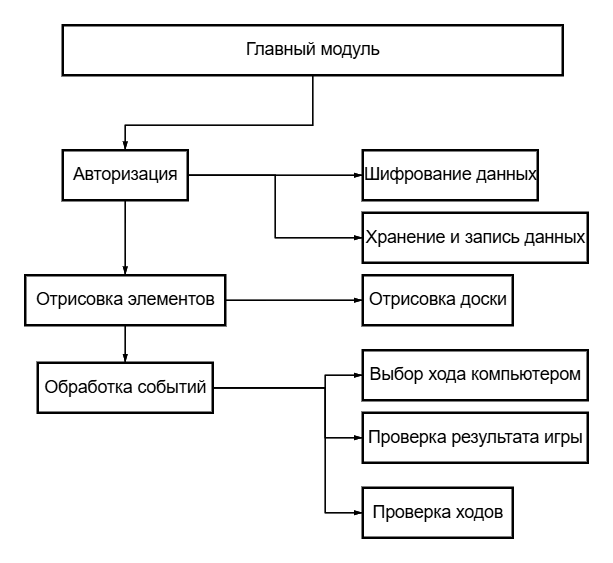 Главный модуль
Авторизация
Шифрование данных
Хранение и запись данных
Отрисовка элементов
Отрисовка доски
Обработка событий
Выбор хода компьютером
Проверка результата игры
Проверка ходов